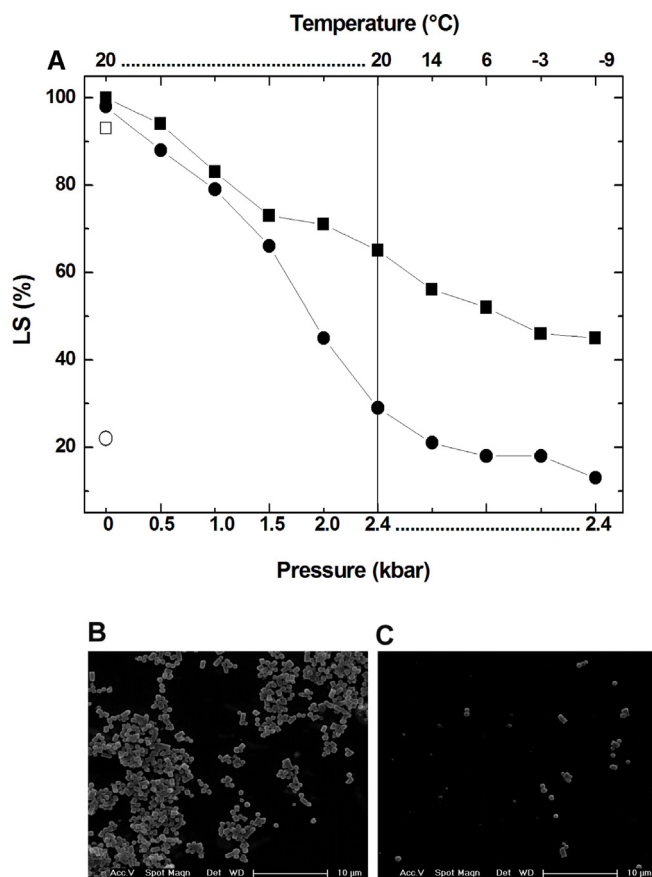 Temperature (°C)
A 20 20 14 6 -3 -9
100
80
60
40
20
LS (%)
0 0.5 1.0 1.5 2.0 2.4 2.4
Pressure (kbar)
B C
Acc.V Spot Magn Det WD 10 µm
Acc.V Spot Magn Det WD 10 µm